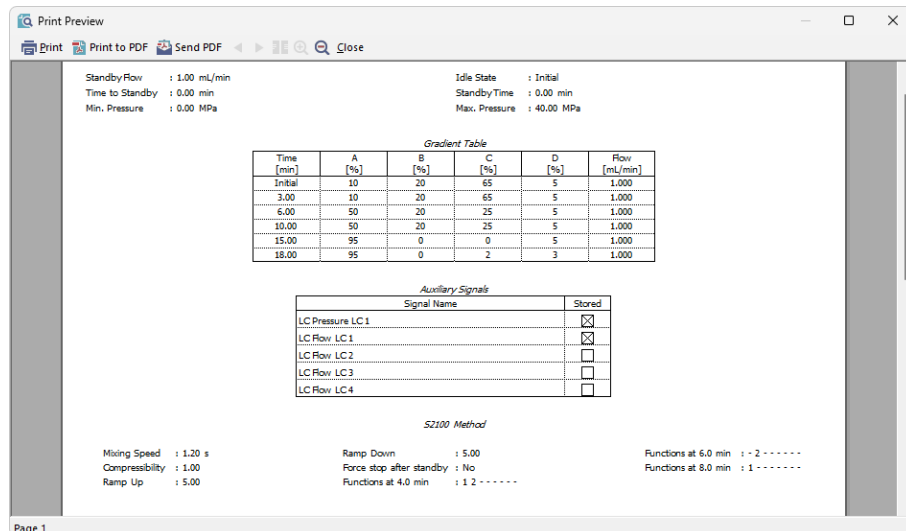 Print Preview
Print Print to PDF Send PDF Close
Standby Flow : 1.00 mL/min Idle State : Initial
Time to Standby : 0.00 min Standby Time : 0.00 min
Min. Pressure : 0.00 MPa Max. Pressure : 40.00 MPa
Gradient Table
Time A B C D Flow
[min] [%] [%] [%] [%] [mL/min]
Initial 10 20 65 5 1.000
3.00 10 20 65 5 1.000
6.00 50 20 25 5 1.000
10.00 50 20 25 5 1.000
15.00 95 0 0 5 1.000
18.00 95 0 2 3 1.000
Auxiliary Signals
Signal Name Stored
LC Pressure LC 1
LC Flow LC 1
LC Flow LC 2
LC Flow LC 3
LC Flow LC 4
S2100 Method
Mixing Speed : 1.20 s Ramp Down : 5.00 Functions at 6.0 min : - 2 - - - - - -
Compressibility : 1.00 Force stop after standby : No Functions at 8.0 min : 1 - - - - - - -
Ramp Up : 5.00 Functions at 4.0 min : 1 2 - - - - - -
Page 1